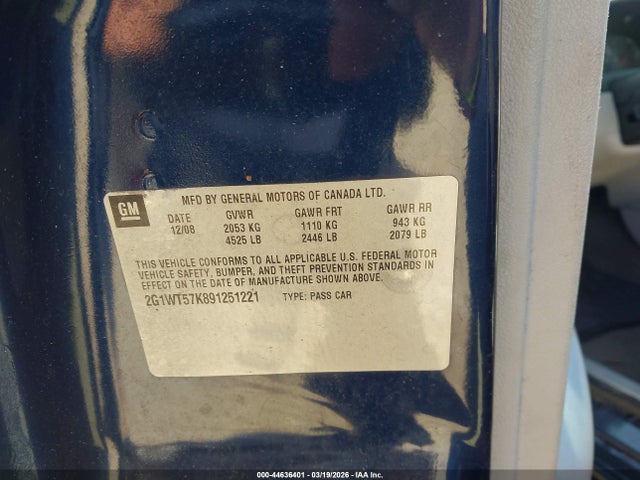 GM
MFD BY GENERAL MOTORS OF CANADA LTD.
DATE GVWR GAWR FRT GAWR RR
12/08 2053 KG 1110 KG 943 KG
4525 LB 2446 LB 2079 LB
THIS VEHICLE CONFORMS TO ALL APPLICABLE U.S. FEDERAL MOTOR
VEHICLE SAFETY, BUMPER, AND THEFT PREVENTION STANDARDS IN
EFFECT ON THE DATE OF MANUFACTURE SHOWN ABOVE.
2G1WT57K891251221 TYPE: PASS CAR
000-44636401 - 03/19/2026 - IAA Inc.